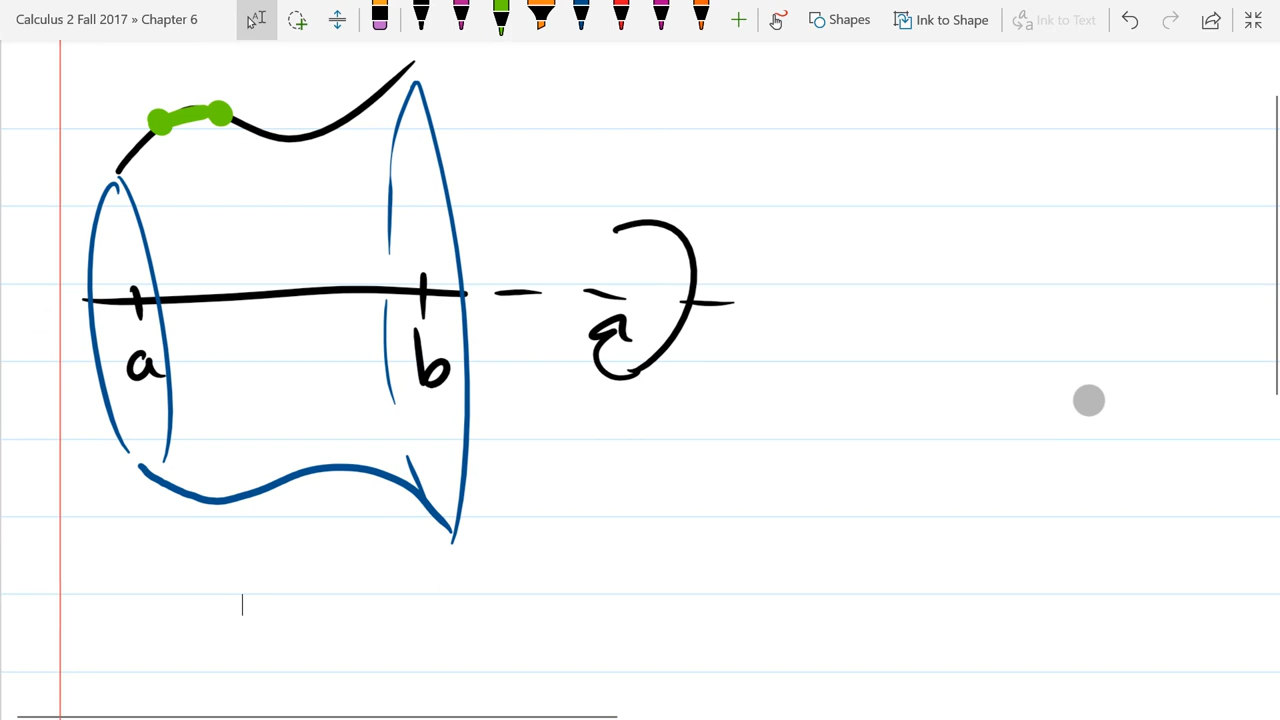 Calculus 2 Fall 2017 » Chapter 6
Shapes
Ink to Shape
Ink to Text
a
b